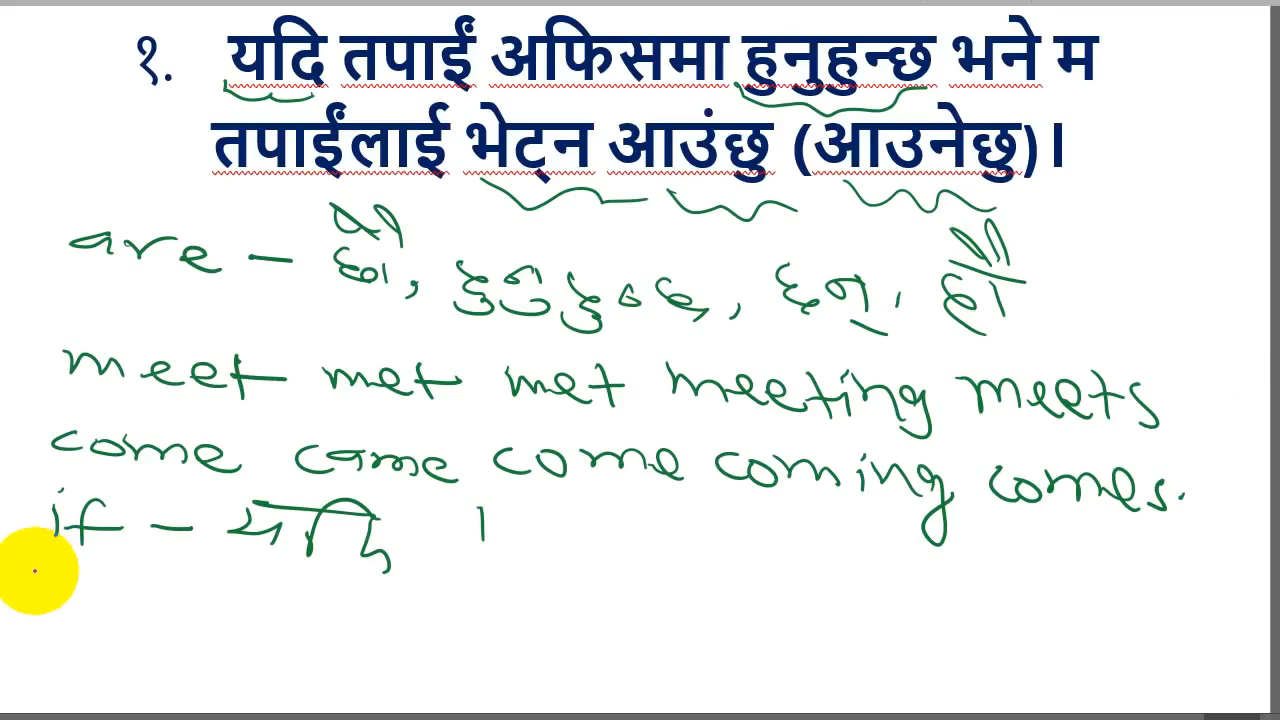 १. यदि तपाईं अफिसमा हुनुहुन्छ भने म
तपाईंलाई भेट्न आउंछु (आउनेछु)।
are - छौ, हुनुहुन्छ, छन्, हौ
meet met met meeting meets
come came come coming comes.
if - यदि ।